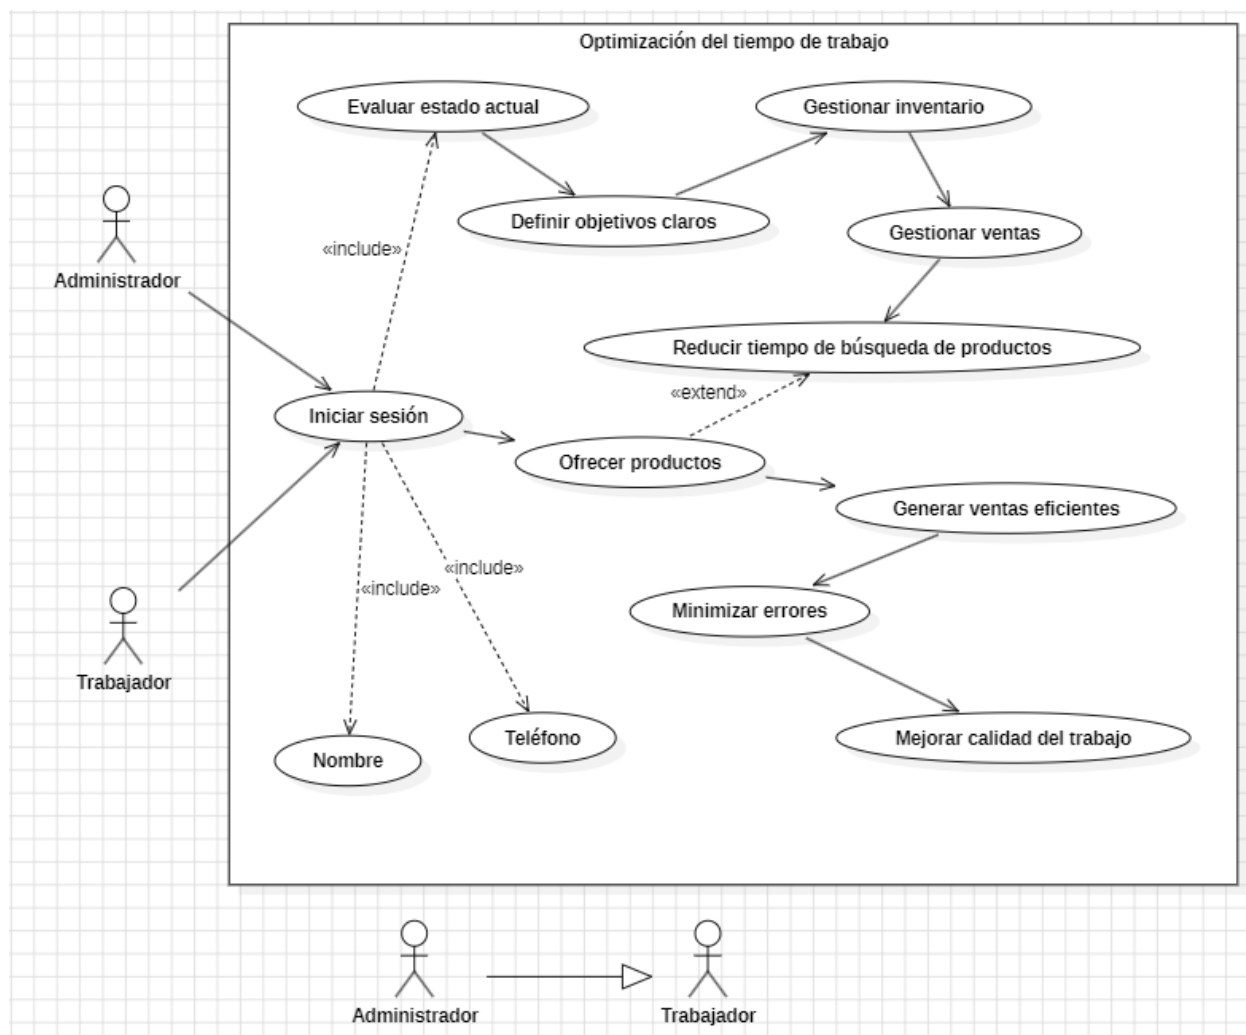 Optimización del tiempo de trabajo
Evaluar estado actual
Gestionar inventario
Definir objetivos claros
Gestionar ventas
«include»
Administrador
Reducir tiempo de búsqueda de productos
«extend»
Iniciar sesión
Ofrecer productos
Generar ventas eficientes
«include»
«include»
Minimizar errores
Trabajador
Teléfono
Mejorar calidad del trabajo
Nombre
Administrador
Trabajador